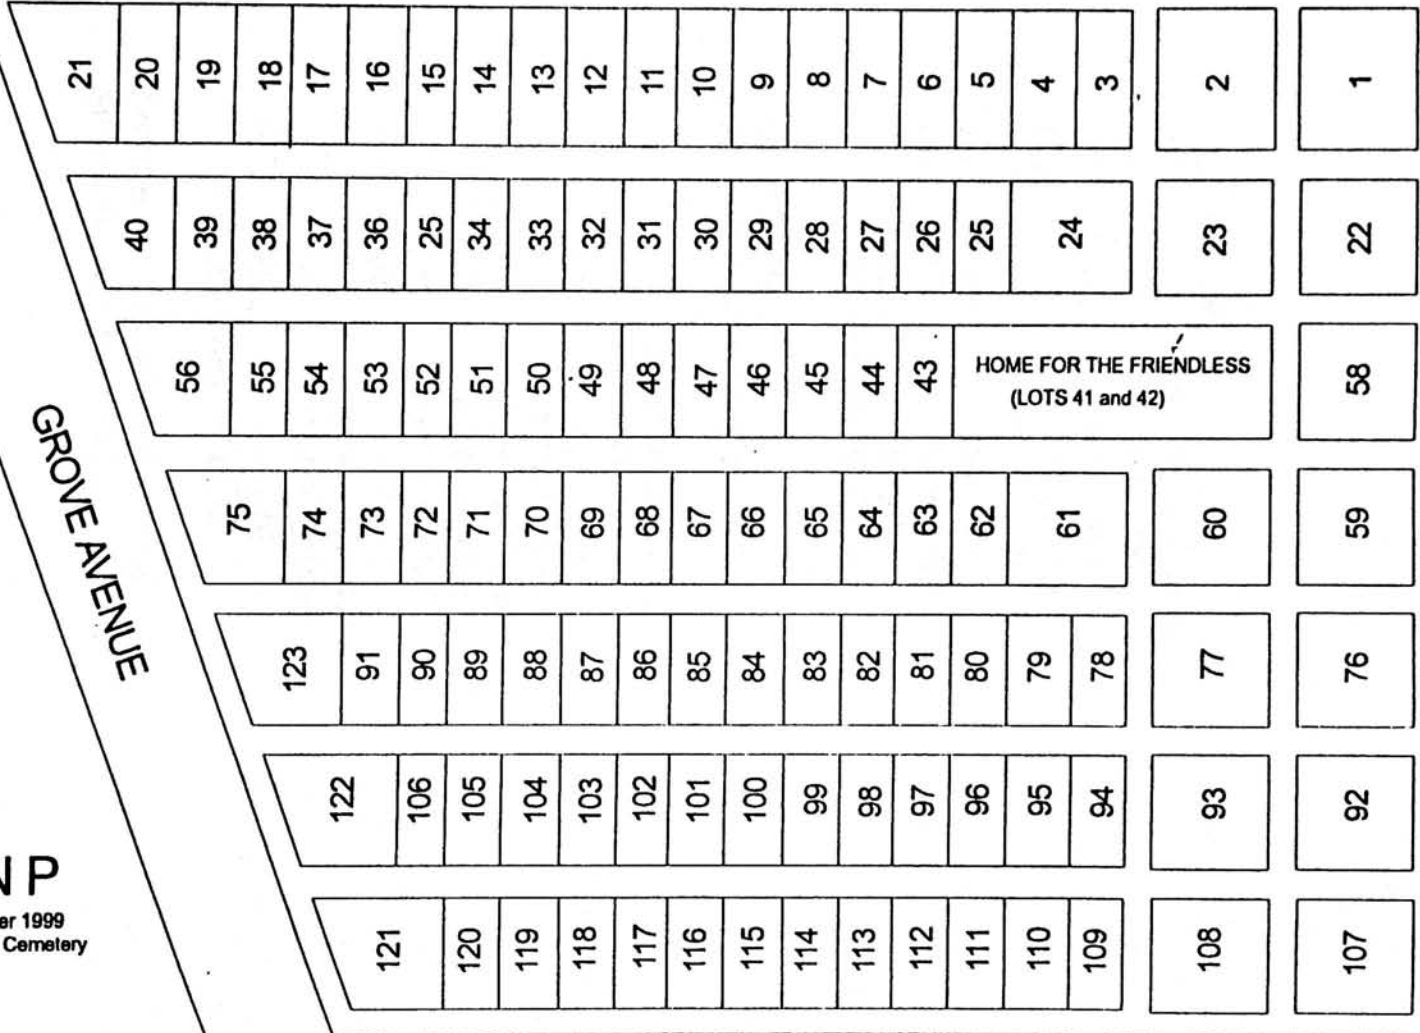 21 20 19 18 17 16 15 14 13 12 11 10 9 8 7 6 5 4 3 2 1
40 39 38 37 36 25 34 33 32 31 30 29 28 27 26 25 24 23 22
56 55 54 53 52 51 50 49 48 47 46 45 44 43 HOME FOR THE FRIENDLESS 58
(LOTS 41 and 42)
GROVE AVENUE
75 74 73 72 71 70 69 68 67 66 65 64 63 62 61 60 59
123 91 90 89 88 87 86 85 84 83 82 81 80 79 78 77 76
122 106 105 104 103 102 101 100 99 98 97 96 95 94 93 92
N P
er 1999
Cemetery
121 120 119 118 117 116 115 114 113 112 111 110 109 108 107